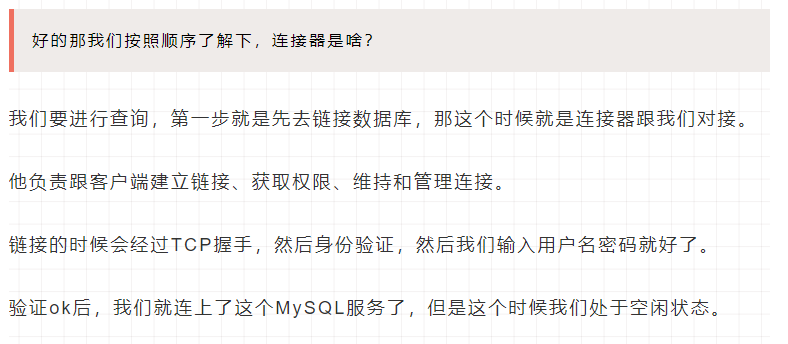 好的那我们按照顺序了解下，连接器是啥？
我们要进行查询，第一步就是先去链接数据库，那这个时候就是连接器跟我们对接。
他负责跟客户端建立链接、获取权限、维持和管理连接。
链接的时候会经过TCP握手，然后身份验证，然后我们输入用户名密码就好了。
验证ok后，我们就连上了这个MySQL服务了，但是这个时候我们处于空闲状态。